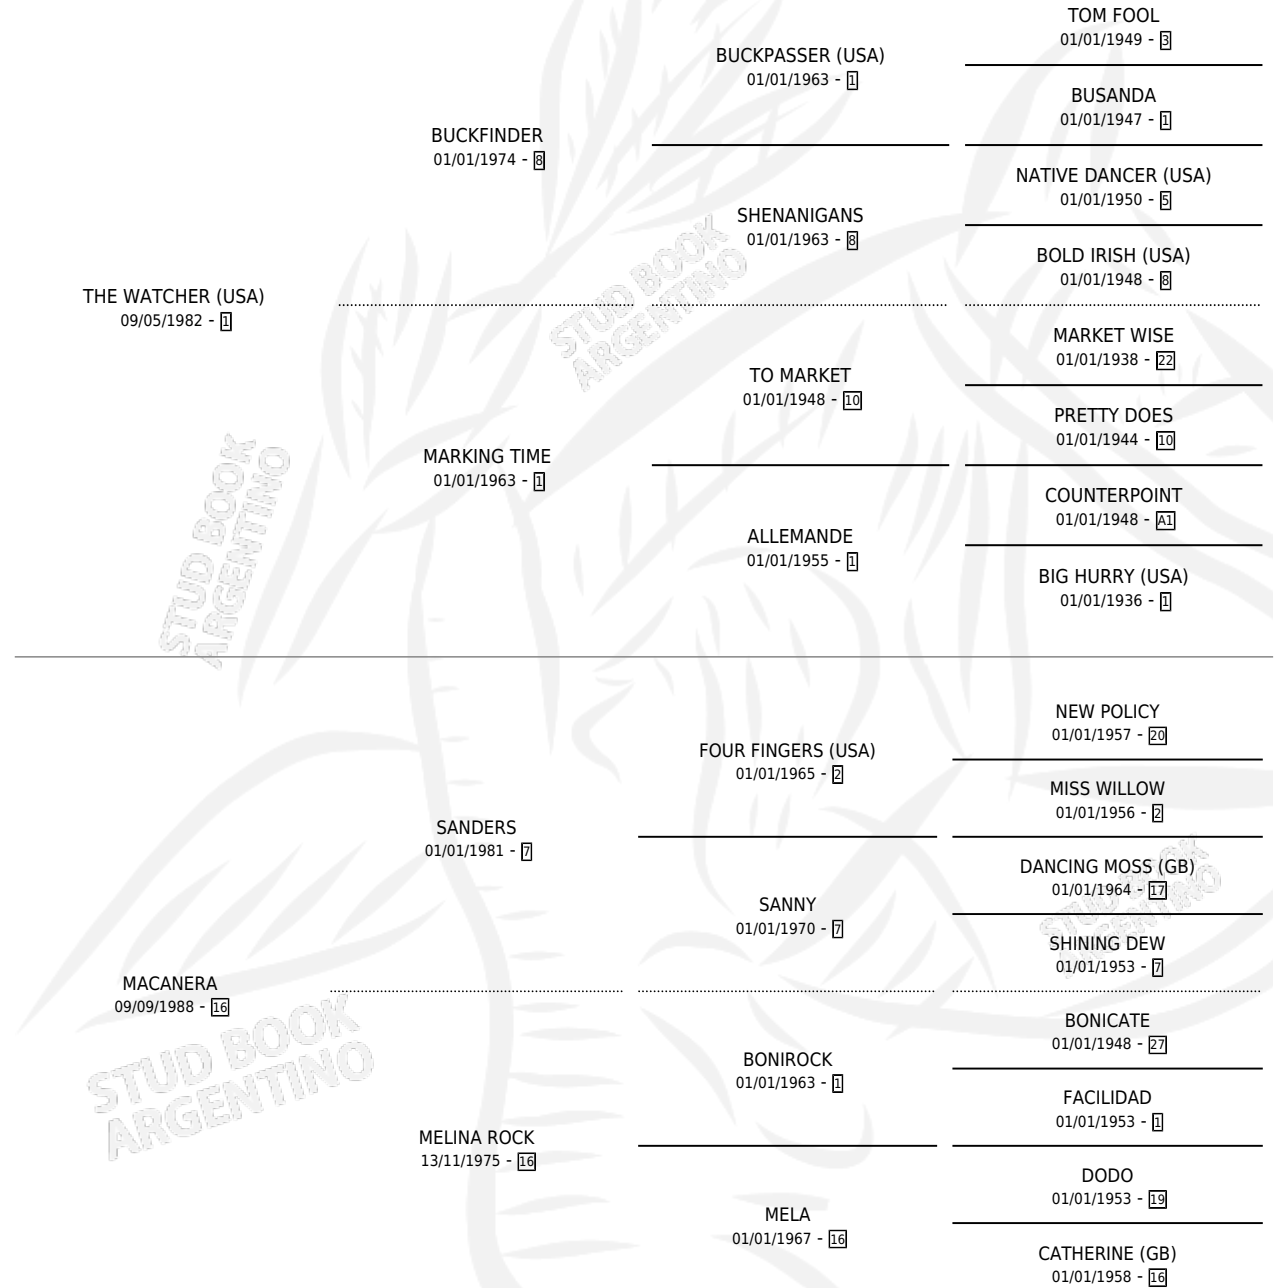 TOM FOOL
01/01/1949 - 3
BUCKPASSER (USA)
01/01/1963 - 1
BUSANDA
01/01/1947 - 1
BUCKFINDER
01/01/1974 - 8
NATIVE DANCER (USA)
01/01/1950 - 5
SHENANIGANS
01/01/1963 - 8
BOLD IRISH (USA)
01/01/1948 - 8
THE WATCHER (USA)
09/05/1982 - 1
MARKET WISE
01/01/1938 - 22
TO MARKET
01/01/1948 - 10
PRETTY DOES
01/01/1944 - 10
MARKING TIME
01/01/1963 - 1
COUNTERPOINT
01/01/1948 - A1
ALLEMANDE
01/01/1955 - 1
BIG HURRY (USA)
01/01/1936 - 1
NEW POLICY
01/01/1957 - 20
FOUR FINGERS (USA)
01/01/1965 - 2
MISS WILLOW
01/01/1956 - 2
SANDERS
01/01/1981 - 7
DANCING MOSS (GB)
01/01/1964 - 17
SANNY
01/01/1970 - 7
SHINING DEW
01/01/1953 - 7
MACANERA
09/09/1988 - 16
BONICATE
01/01/1948 - 27
BONIROCK
01/01/1963 - 1
FACILIDAD
01/01/1953 - 1
MELINA ROCK
13/11/1975 - 16
DODO
01/01/1953 - 19
MELA
01/01/1967 - 16
CATHERINE (GB)
01/01/1958 - 16
STUD BOOK
ARGENTINO
STUD BOOK
ARGENTINO
STUD BOOK
ARGENTINO
STUD BOOK
ARGENTINO